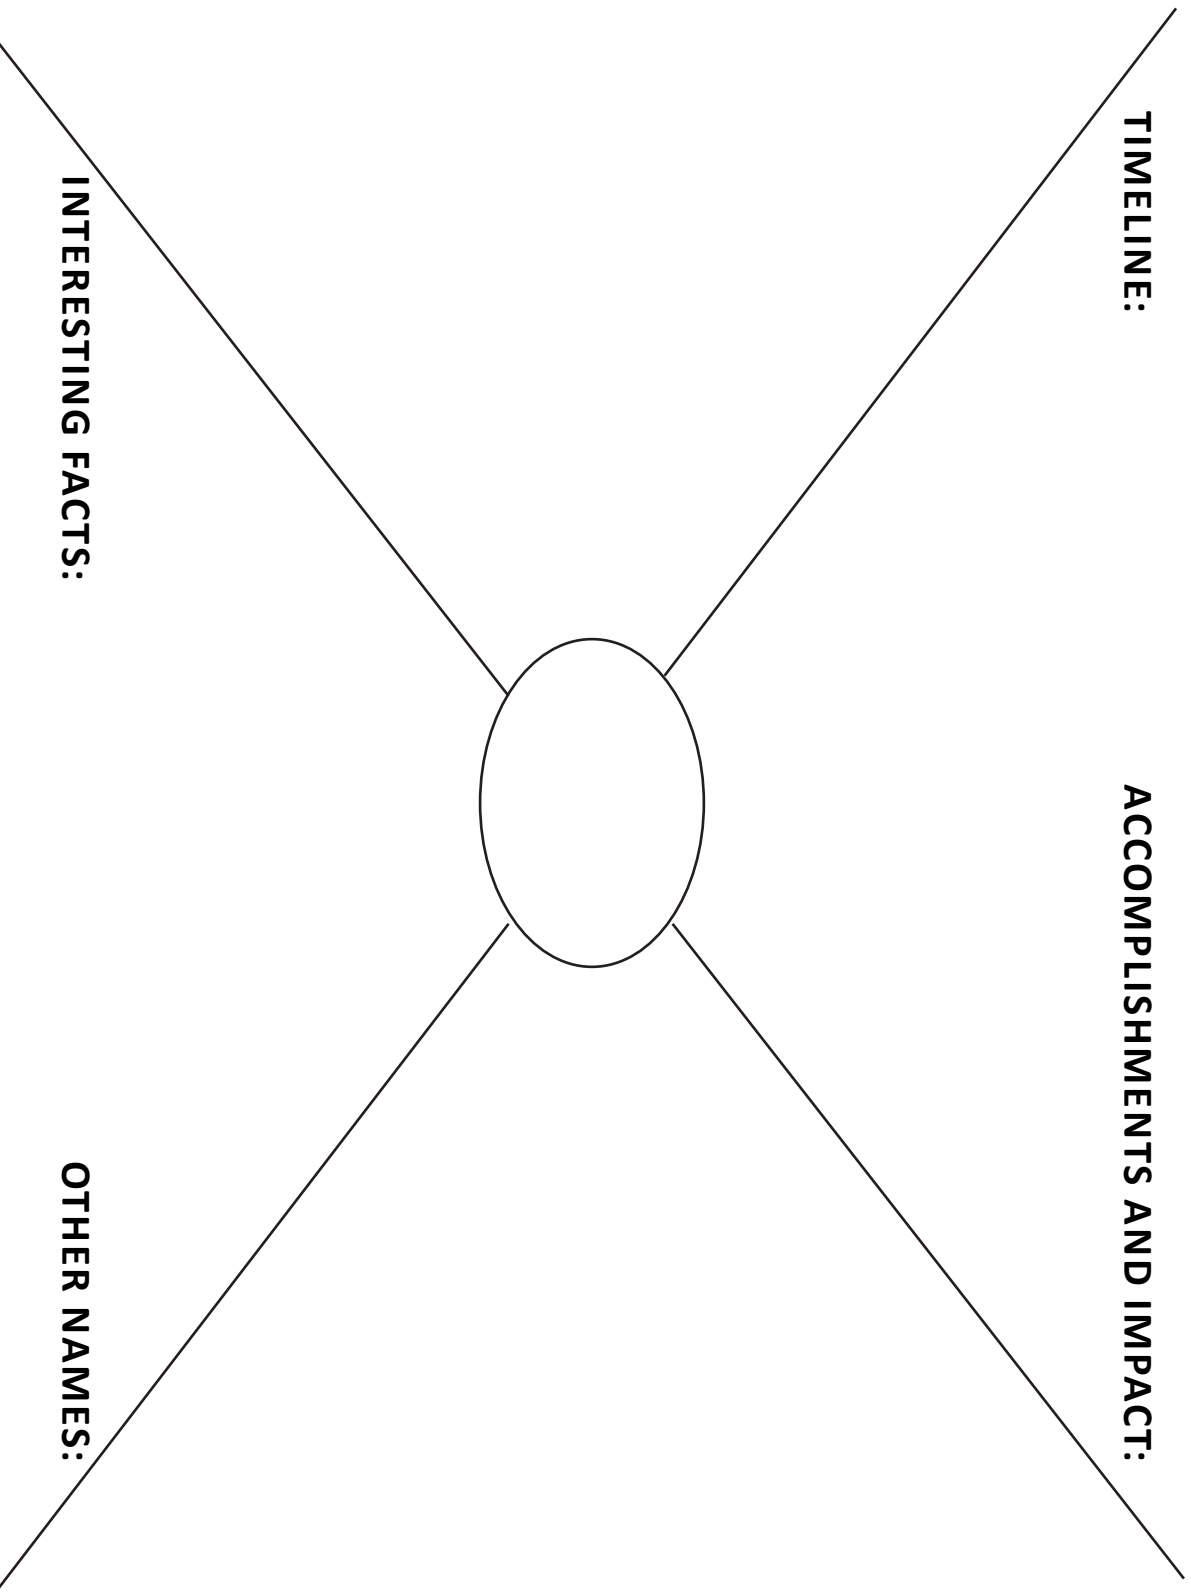 TIMELINE:
ACCOMPLISHMENTS AND IMPACT:
INTERESTING FACTS:
OTHER NAMES: